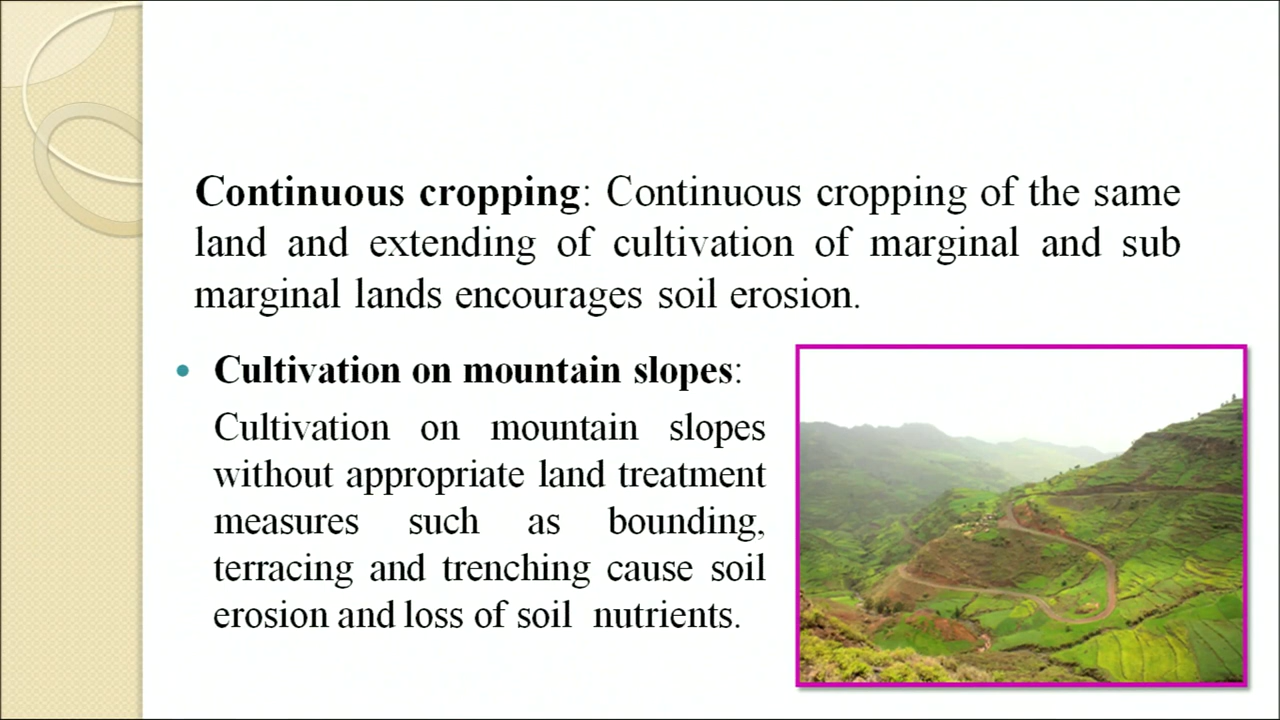 Continuous cropping: Continuous cropping of the same
land and extending of cultivation of marginal and sub
marginal lands encourages soil erosion.
• Cultivation on mountain slopes:
Cultivation on mountain slopes
without appropriate land treatment
measures such as bounding,
terracing and trenching cause soil
erosion and loss of soil nutrients.